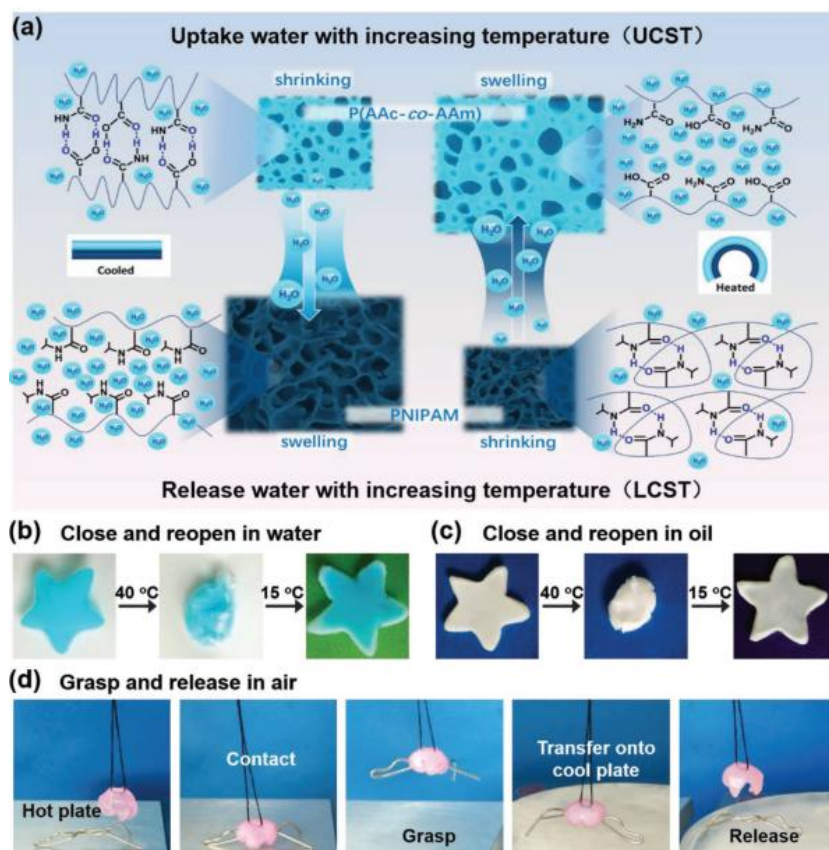 (a)
Uptake water with increasing temperature（UCST）
shrinking
swelling
P(AAc-co-AAm)
Cooled
Heated
H₂O
PNIPAM
swelling
shrinking
Release water with increasing temperature（LCST）
(b) Close and reopen in water
40 °C
15 °C
(c) Close and reopen in oil
40 °C
15 °C
(d) Grasp and release in air
Hot plate
Contact
Grasp
Transfer onto
cool plate
Release